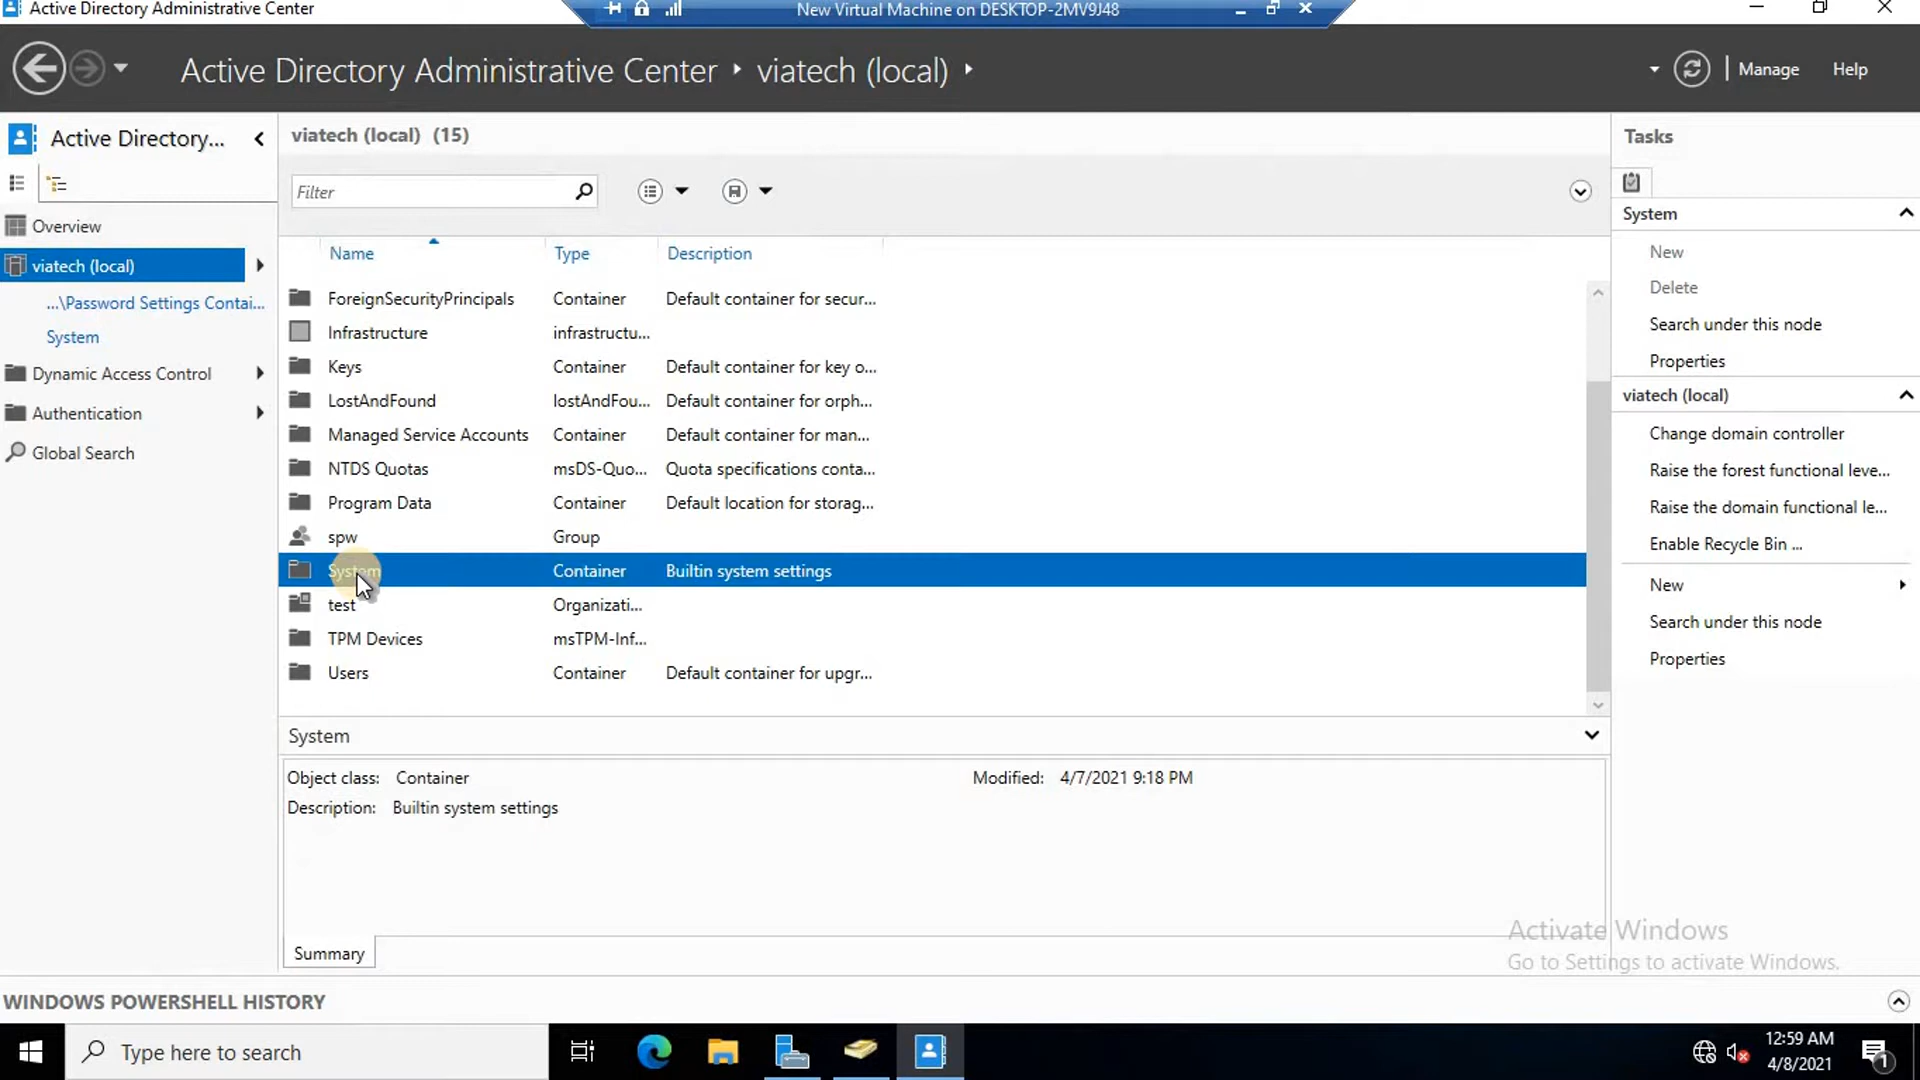 Active Directory Administrative Center
New Virtual Machine on DESKTOP-2MV9J48
Active Directory Administrative Center • viatech (local) •
Manage
Help
Active Directory...
Overview
viatech (local)
...\Password Settings Contai...
System
Dynamic Access Control
Authentication
Global Search
viatech (local) (15)
Filter
Name Type Description
ForeignSecurityPrincipals Container Default container for secur...
Infrastructure infrastructu...
Keys Container Default container for key o...
LostAndFound lostAndFou... Default container for orph...
Managed Service Accounts Container Default container for man...
NTDS Quotas msDS-Quo... Quota specifications conta...
Program Data Container Default location for storag...
spw Group
System Container Builtin system settings
test Organizati...
TPM Devices msTPM-Inf...
Users Container Default container for upgr...
System
Object class: Container Modified: 4/7/2021 9:18 PM
Description: Builtin system settings
Summary
Tasks
System
New
Delete
Search under this node
Properties
viatech (local)
Change domain controller
Raise the forest functional leve...
Raise the domain functional le...
Enable Recycle Bin ...
New
Search under this node
Properties
Activate Windows
Go to Settings to activate Windows.
WINDOWS POWERSHELL HISTORY
Type here to search
12:59 AM
4/8/2021
1